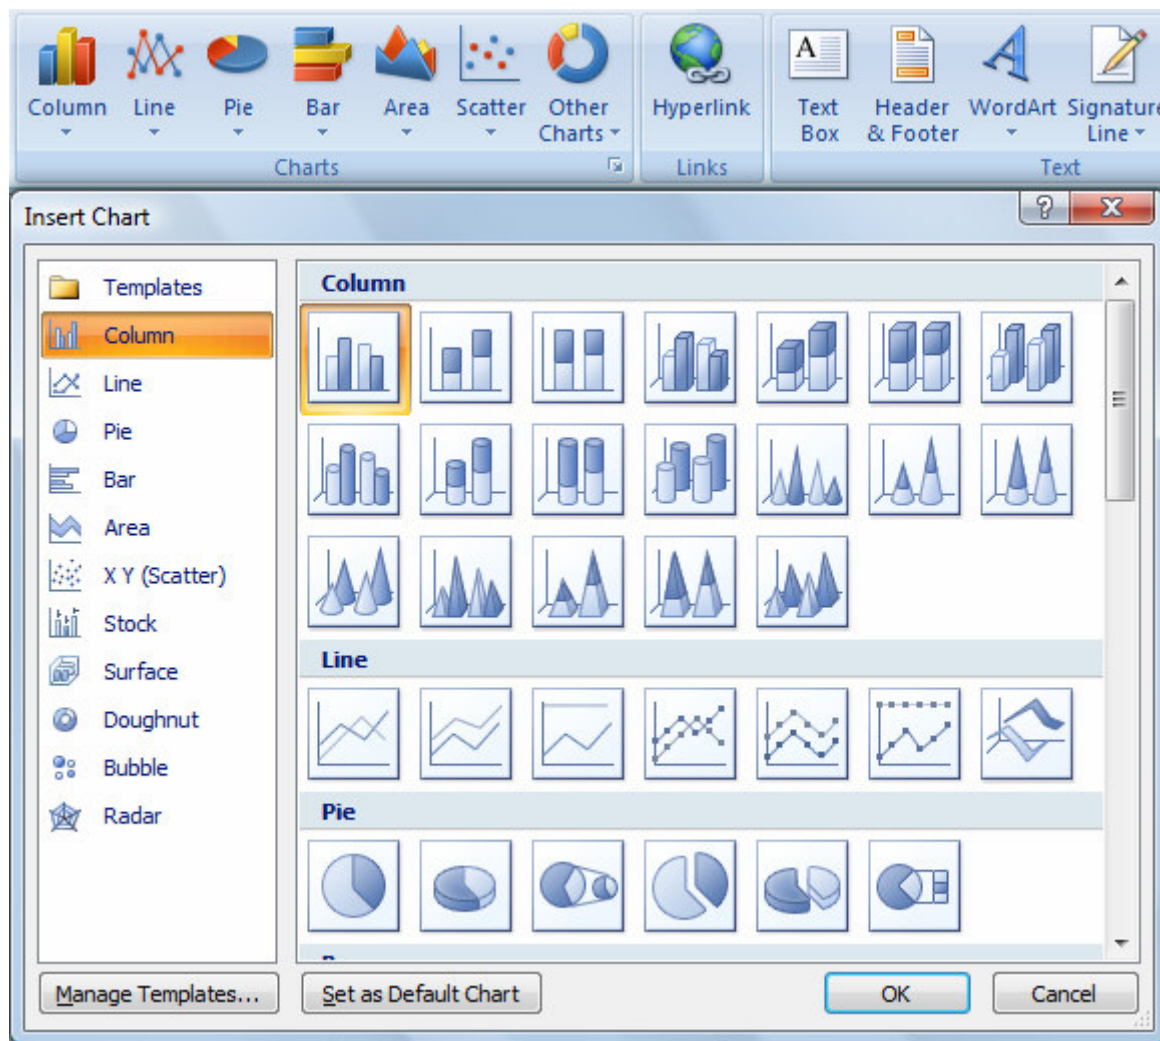 Column Line Pie Bar Area Scatter Other Charts Hyperlink Text Box Header & Footer WordArt Signature Line
Charts Links Text
Insert Chart
Templates
Column
Line
Pie
Bar
Area
X Y (Scatter)
Stock
Surface
Doughnut
Bubble
Radar
Column
Line
Pie
Manage Templates... Set as Default Chart OK Cancel